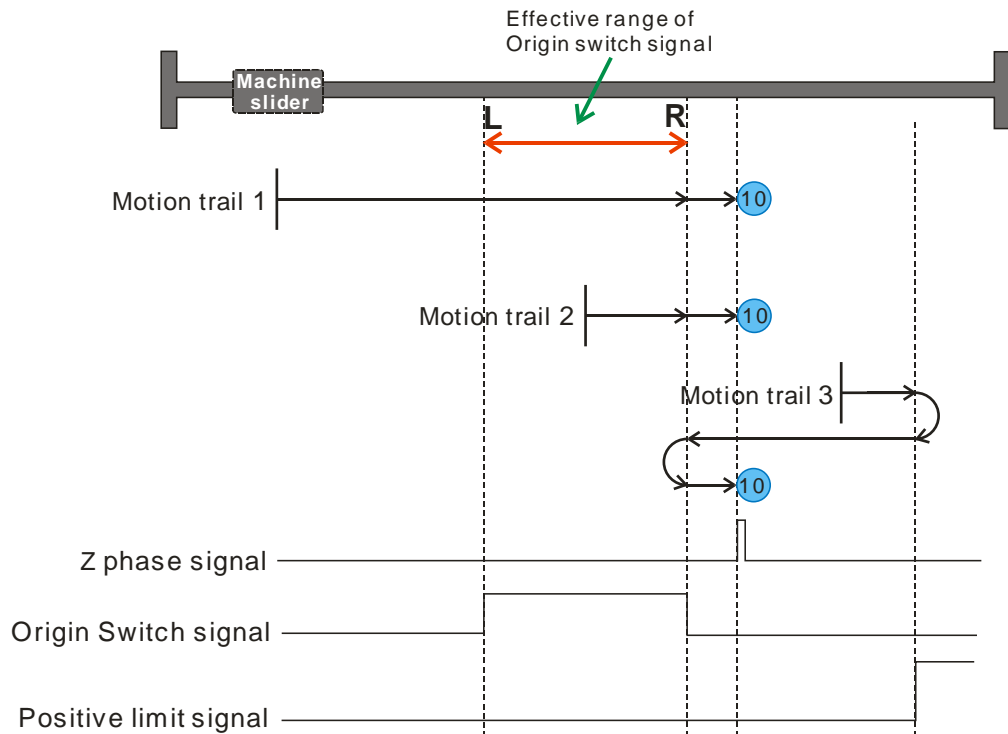 Effective range of
Origin switch signal
Machine
slider
L
R
Motion trail 1
10
Motion trail 2
10
Motion trail 3
10
Z phase signal
Origin Switch signal
Positive limit signal